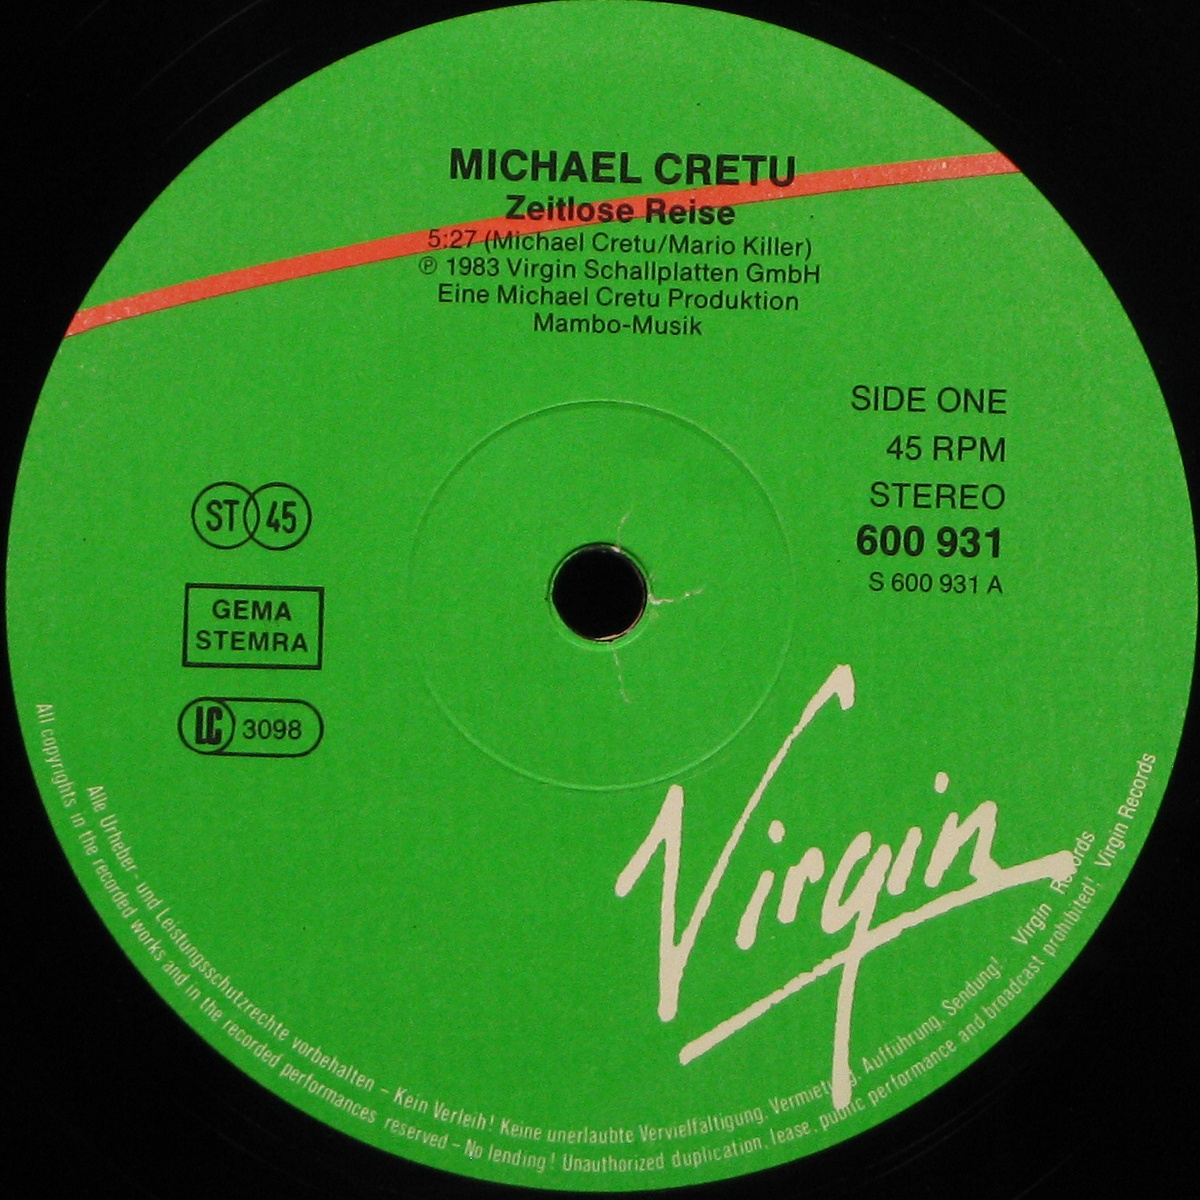 MICHAEL CRETU
Zeitlose Reise
5:27 (Michael Cretu/Mario Killer)
℗ 1983 Virgin Schallplatten GmbH
Eine Michael Cretu Produktion
Mambo-Musik
SIDE ONE
45 RPM
STEREO
600 931
S 600 931 A
ST 45
GEMA
STEMRA
LC 3098
Virgin
Alle Urheber- und Leistungsschutzrechte vorbehalten – Kein Verleih! Keine unerlaubte Vervielfältigung, Vermietung, Aufführung, Sendung! Virgin Records
All copyrights in the recorded works and in the recorded performances reserved – No lending! Unauthorized duplication, lease, public performance and broadcast prohibited! Virgin Records